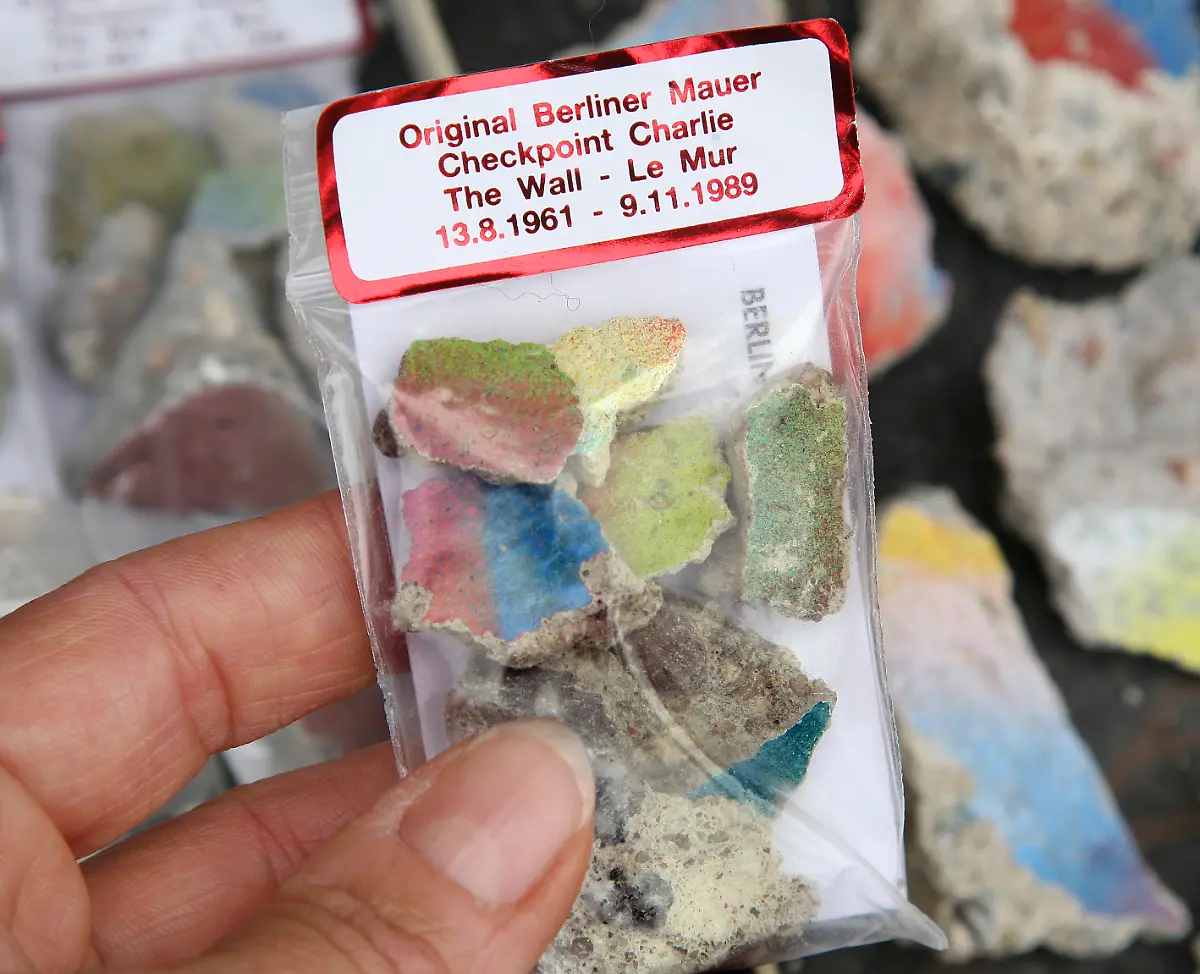 Original Berliner Mauer
Checkpoint Charlie
The Wall - Le Mur
13.8.1961 - 9.11.1989